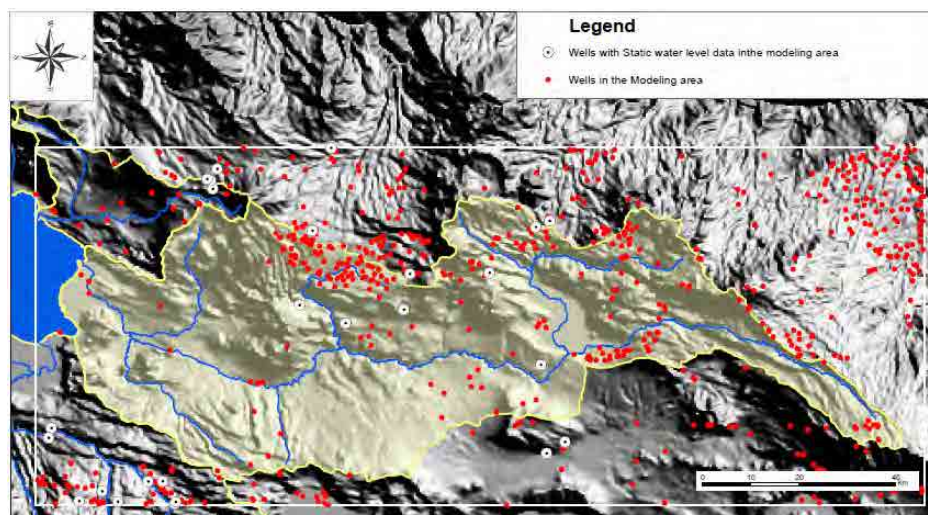 Legend
Wells with Static water level data inthe modeling area
Wells in the Modeling area
0 10 20 40
Km